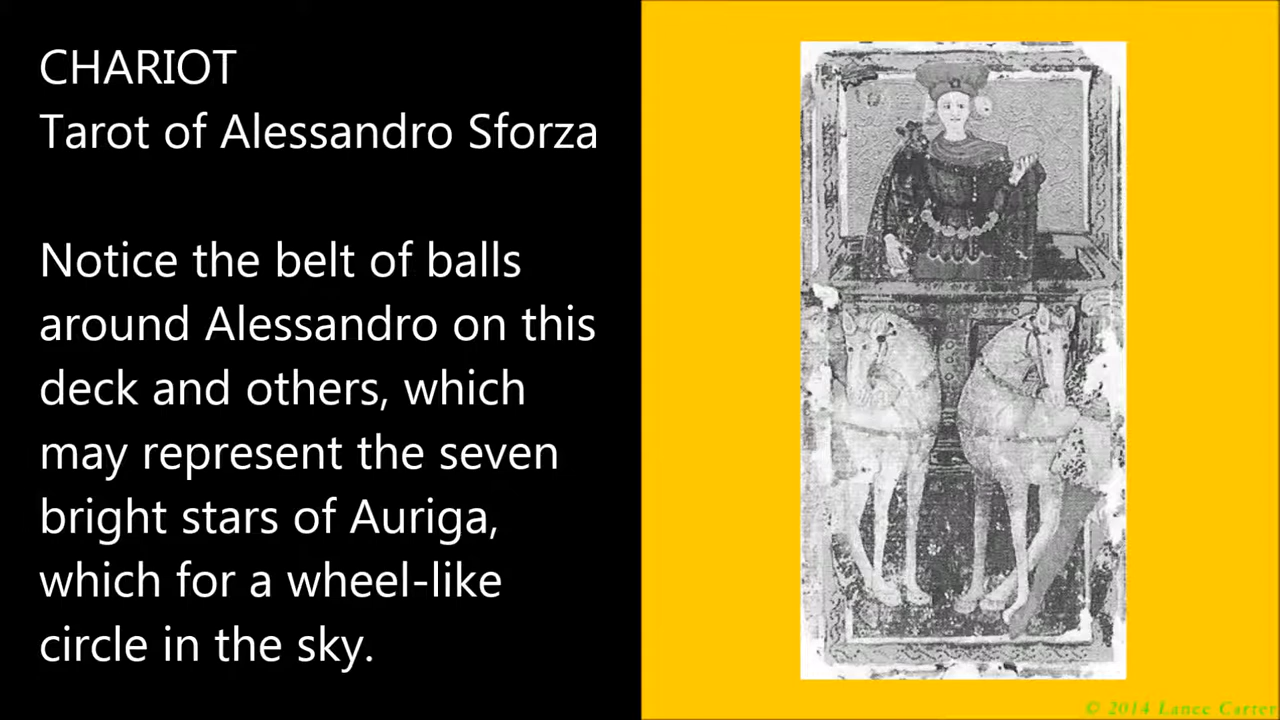 CHARIOT
Tarot of Alessandro Sforza
Notice the belt of balls
around Alessandro on this
deck and others, which
may represent the seven
bright stars of Auriga,
which for a wheel-like
circle in the sky.
© 2014 Lance Carter